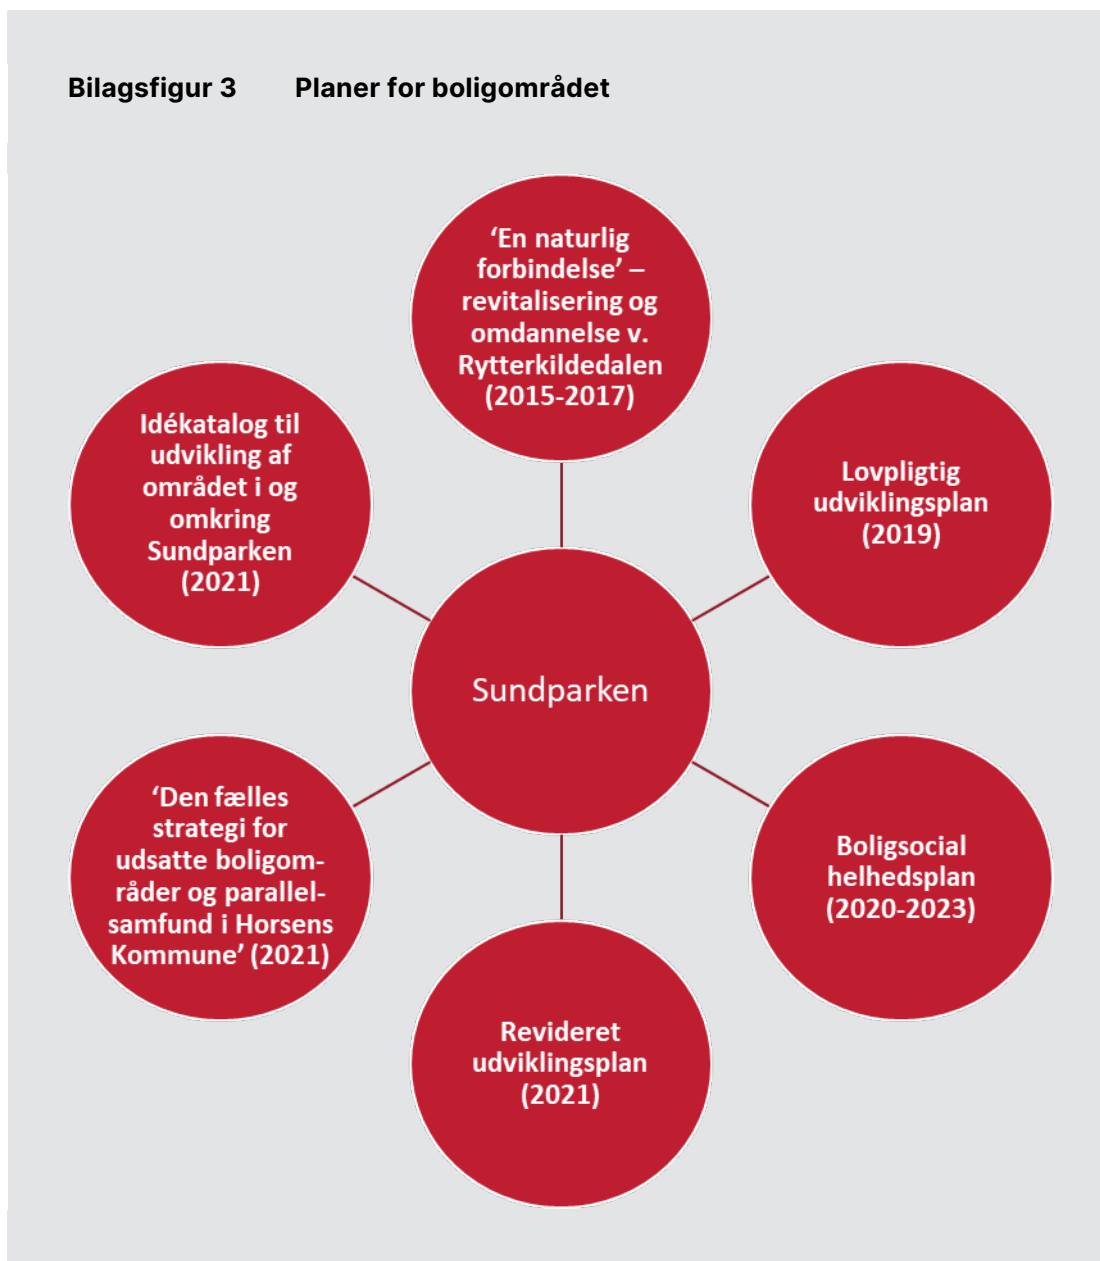 Bilagsfigur 3 Planer for boligområdet
‘En naturlig
forbindelse’ –
revitalisering og
omdannelse v.
Rytterkildedalen
(2015-2017)
Lovpligtig
udviklingsplan
(2019)
Boligsocial
helhedsplan
(2020-2023)
Revideret
udviklingsplan
(2021)
‘Den fælles
strategi for
udsatte boligom-
råder og parallel-
samfund i Horsens
Kommune’ (2021)
Idékatalog til
udvikling af
området i og
omkring
Sundparken
(2021)
Sundparken